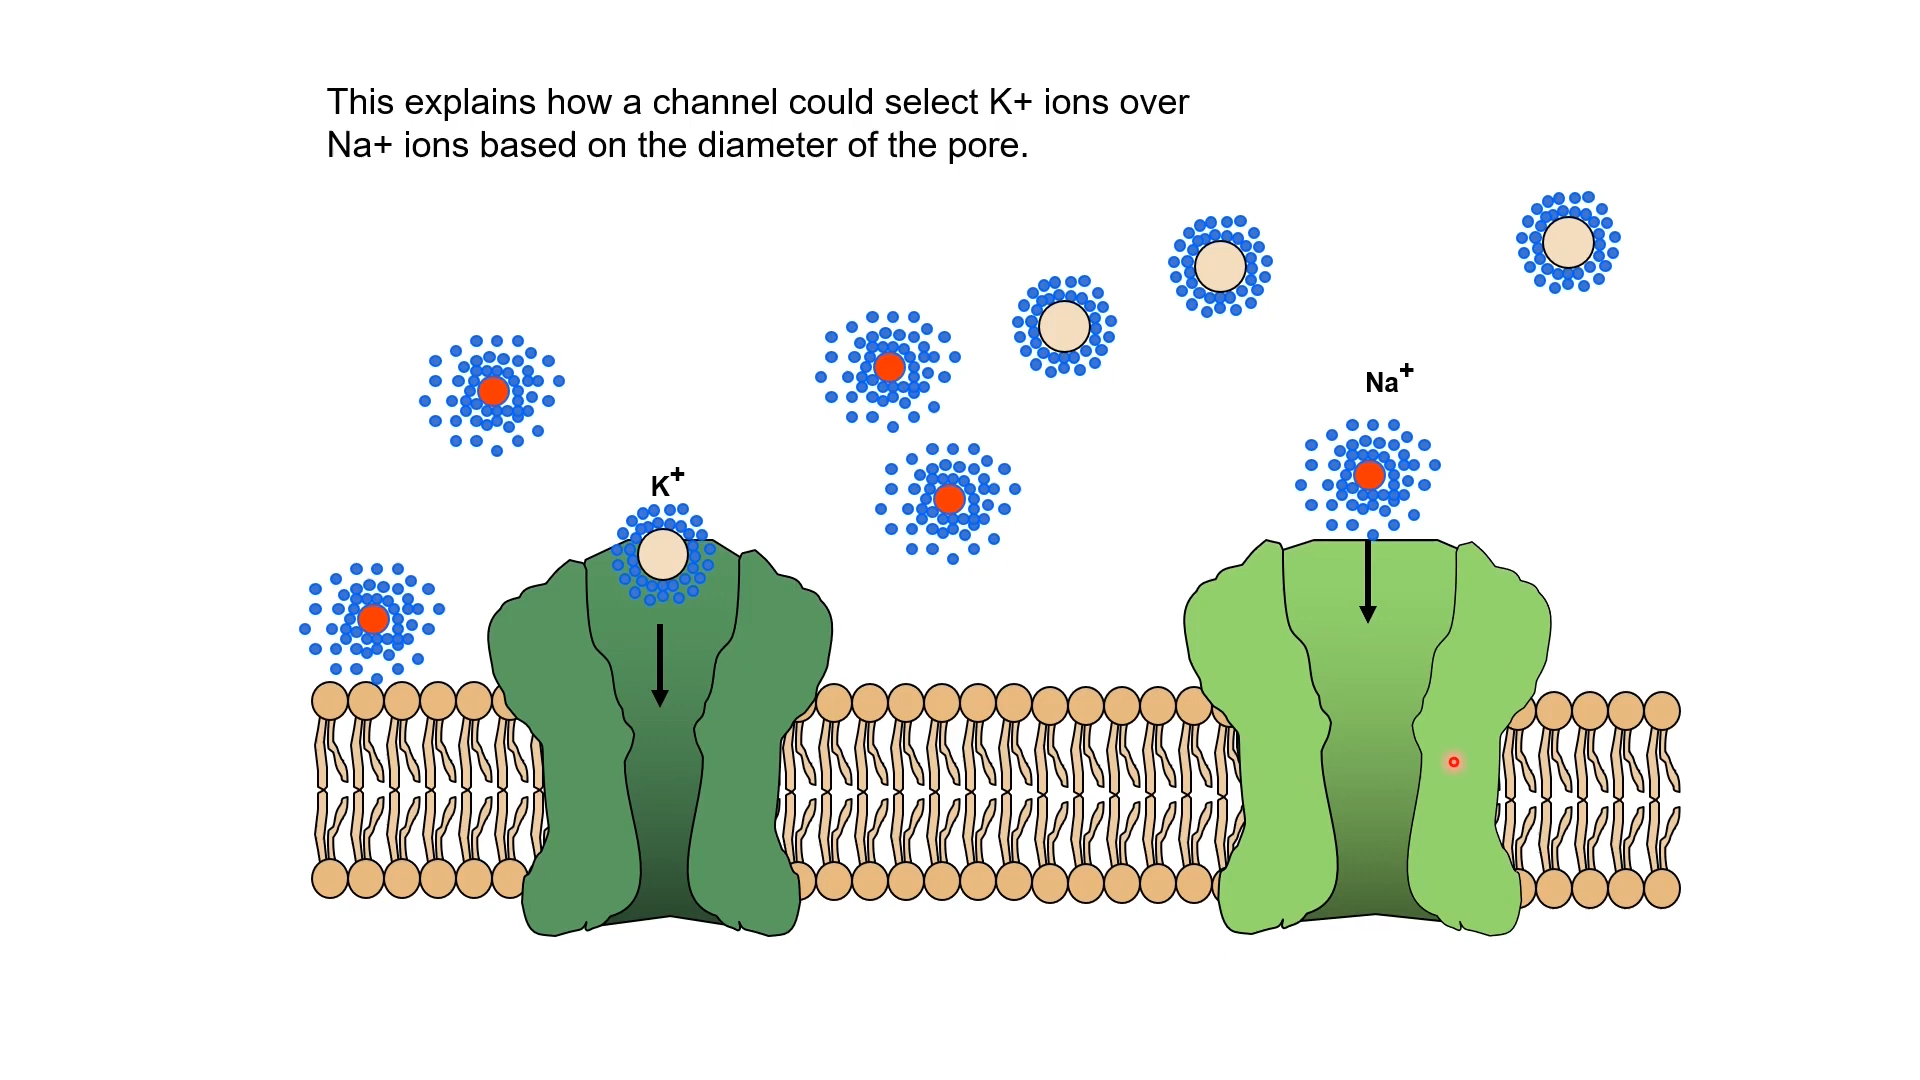 This explains how a channel could select K+ ions over
Na+ ions based on the diameter of the pore.
Na+
K+